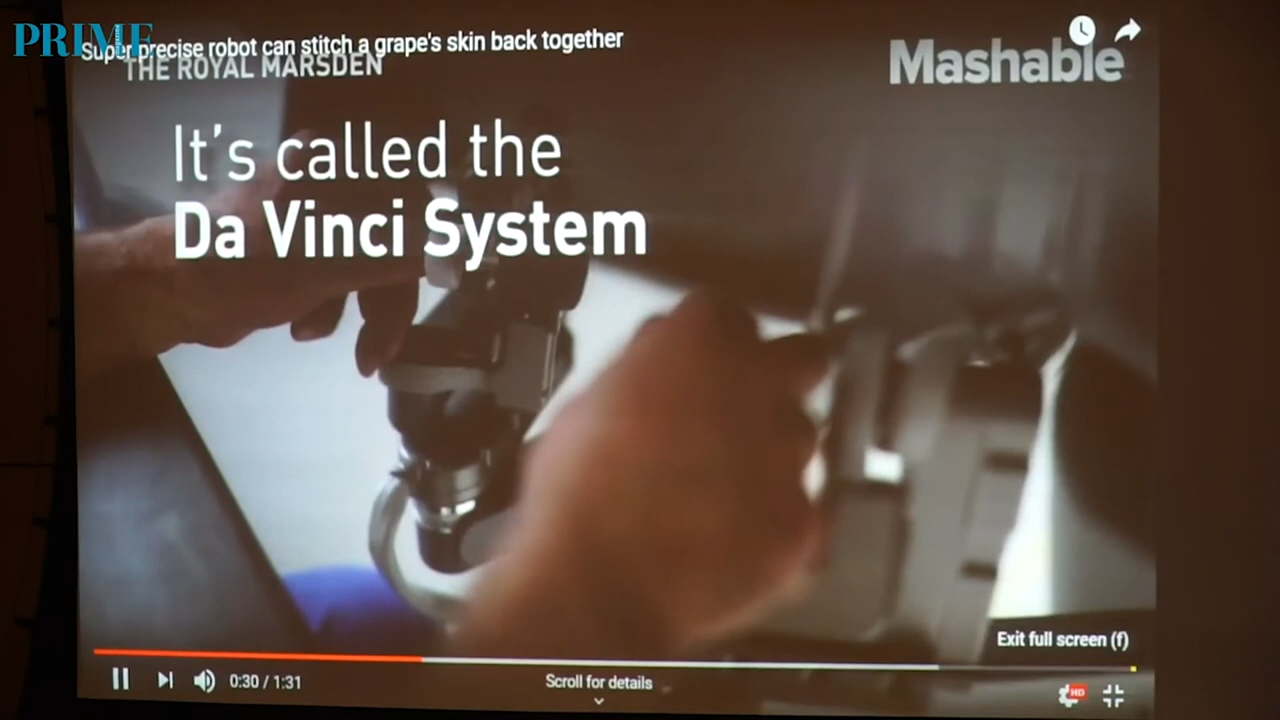 PRIME
Super precise robot can stitch a grape's skin back together
THE ROYAL MARSDEN
Mashable
It's called the
Da Vinci System
Exit full screen (f)
0:30 / 1:31
Scroll for details
HD